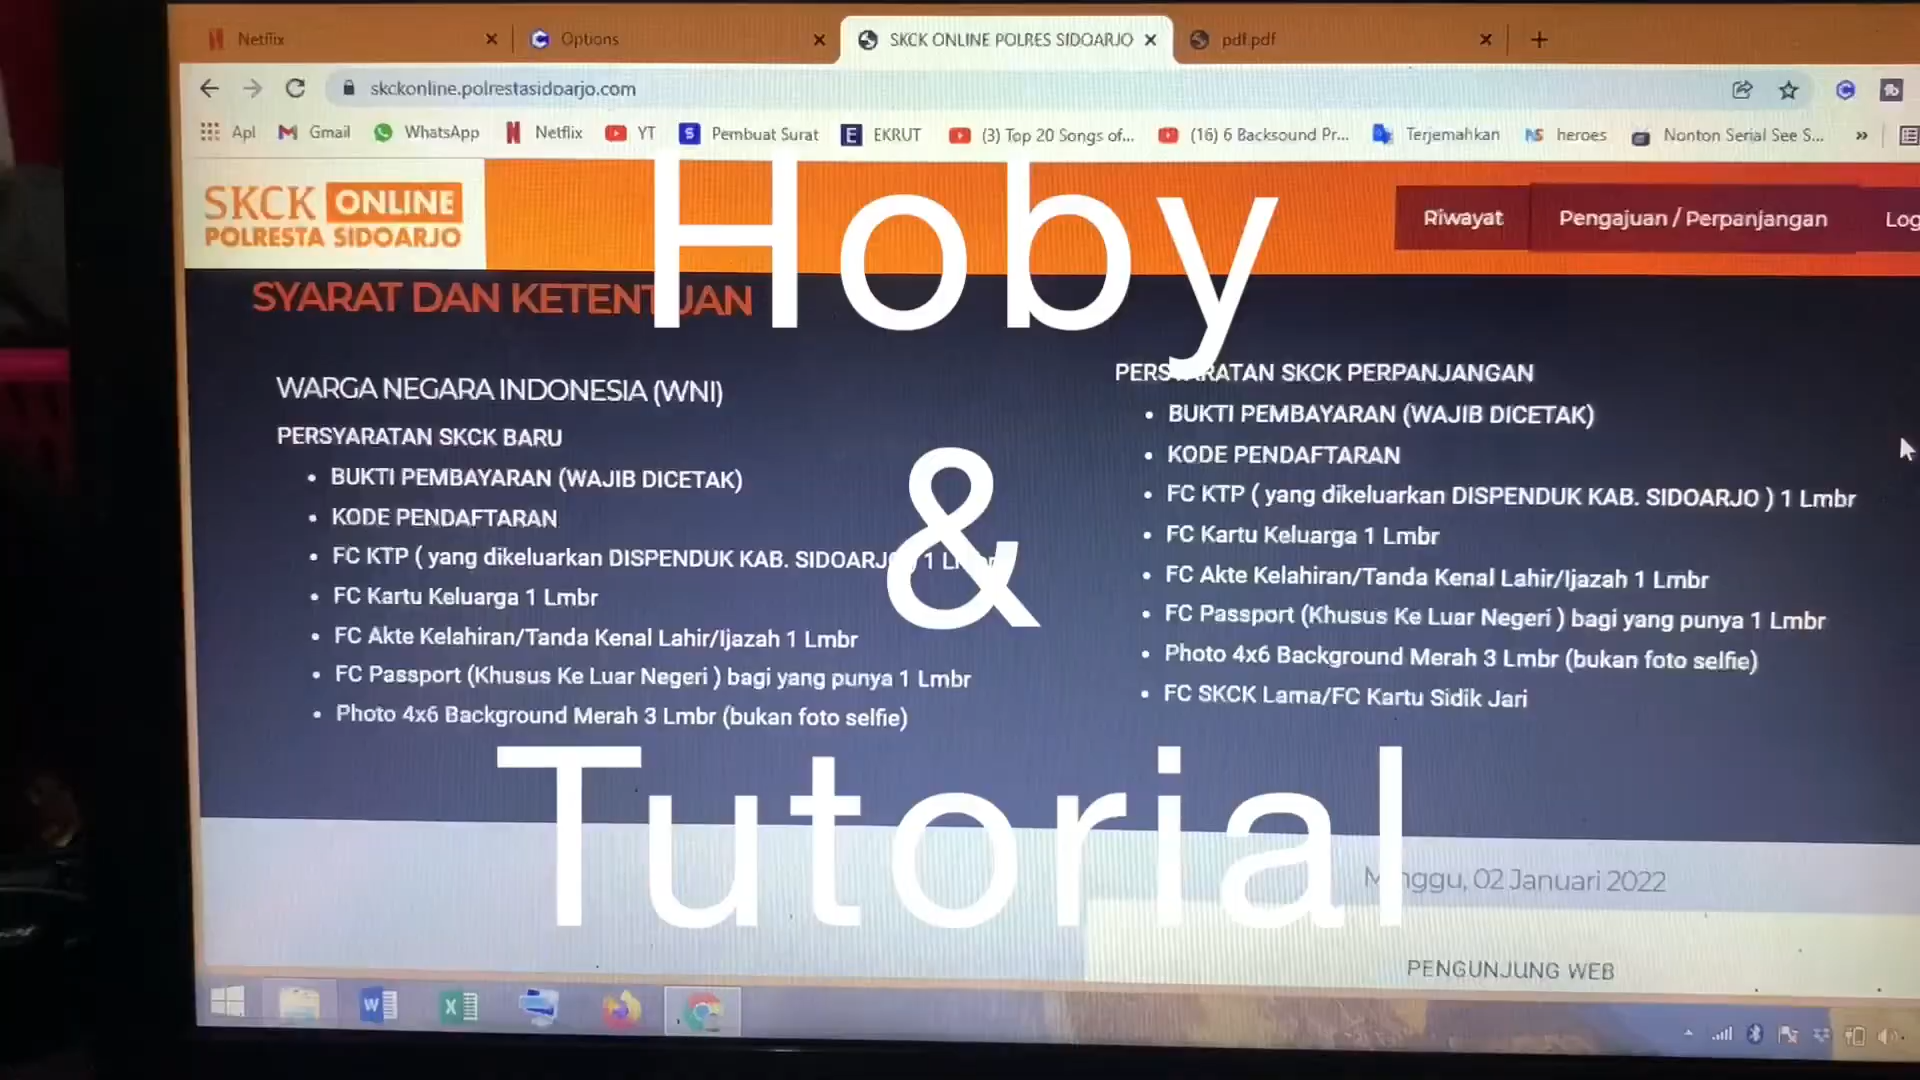 Netflix
Options
SKCK ONLINE POLRES SIDOARJO
pdf.pdf
skckonline.polrestasidoarjo.com
Apl
Gmail
WhatsApp
Netflix
YT
Pembuat Surat
EKRUT
(3) Top 20 Songs of...
(16) 6 Backsound Pr...
Terjemahkan
heroes
Nonton Serial See S...
SKCK ONLINE
POLRESTA SIDOARJO
Riwayat
Pengajuan / Perpanjangan
Log
Hoby
&
Tutorial
SYARAT DAN KETENTUAN
WARGA NEGARA INDONESIA (WNI)
PERSYARATAN SKCK BARU
• BUKTI PEMBAYARAN (WAJIB DICETAK)
• KODE PENDAFTARAN
• FC KTP ( yang dikeluarkan DISPENDUK KAB. SIDOARJO ) 1 Lmbr
• FC Kartu Keluarga 1 Lmbr
• FC Akte Kelahiran/Tanda Kenal Lahir/Ijazah 1 Lmbr
• FC Passport (Khusus Ke Luar Negeri ) bagi yang punya 1 Lmbr
• Photo 4x6 Background Merah 3 Lmbr (bukan foto selfie)
PERSYARATAN SKCK PERPANJANGAN
• BUKTI PEMBAYARAN (WAJIB DICETAK)
• KODE PENDAFTARAN
• FC KTP ( yang dikeluarkan DISPENDUK KAB. SIDOARJO ) 1 Lmbr
• FC Kartu Keluarga 1 Lmbr
• FC Akte Kelahiran/Tanda Kenal Lahir/Ijazah 1 Lmbr
• FC Passport (Khusus Ke Luar Negeri ) bagi yang punya 1 Lmbr
• Photo 4x6 Background Merah 3 Lmbr (bukan foto selfie)
• FC SKCK Lama/FC Kartu Sidik Jari
Minggu, 02 Januari 2022
PENGUNJUNG WEB